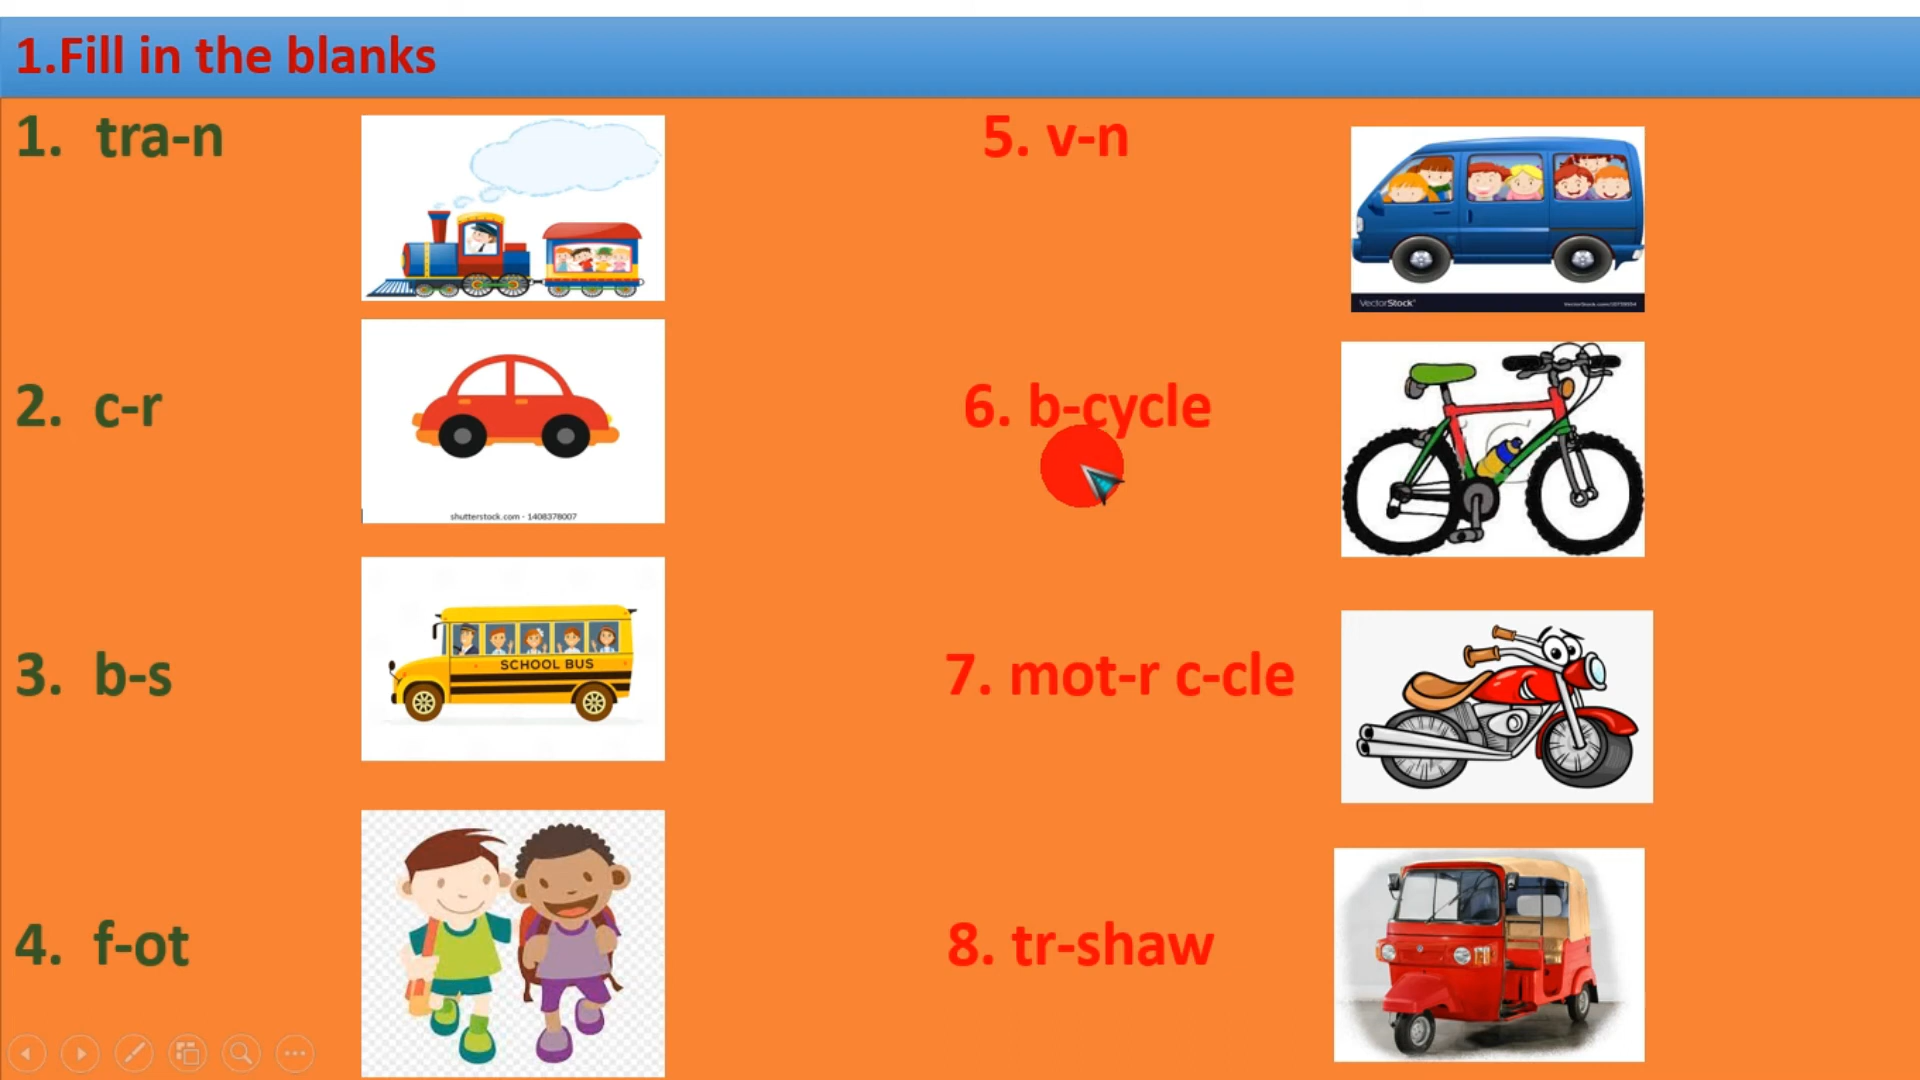 1.Fill in the blanks
1. tra-n
2. c-r
shutterstock.com - 1408378007
3. b-s
SCHOOL BUS
4. f-ot
5. v-n
VectorStock®
6. b-cycle
7. mot-r c-cle
8. tr-shaw